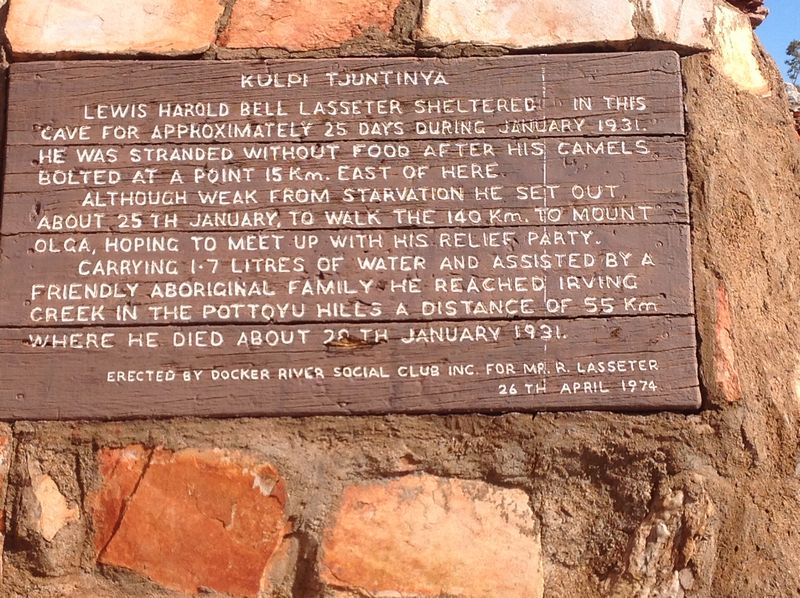 KULPI TJUNTINYA
LEWIS HAROLD BELL LASSETER SHELTERED IN THIS
CAVE FOR APPROXIMATELY 25 DAYS DURING JANUARY 1931.
HE WAS STRANDED WITHOUT FOOD AFTER HIS CAMELS
BOLTED AT A POINT 15 Km. EAST OF HERE.
ALTHOUGH WEAK FROM STARVATION HE SET OUT
ABOUT 25 TH JANUARY, TO WALK THE 140 Km. TO MOUNT
OLGA, HOPING TO MEET UP WITH HIS RELIEF PARTY.
CARRYING 1·7 LITRES OF WATER AND ASSISTED BY A
FRIENDLY ABORIGINAL FAMILY HE REACHED IRVING
CREEK IN THE POTTOYU HILLS A DISTANCE OF 55 Km
WHERE HE DIED ABOUT TH JANUARY 1931.
ERECTED BY DOCKER RIVER SOCIAL CLUB INC. FOR MR. R. LASSETER
26 TH APRIL 1974